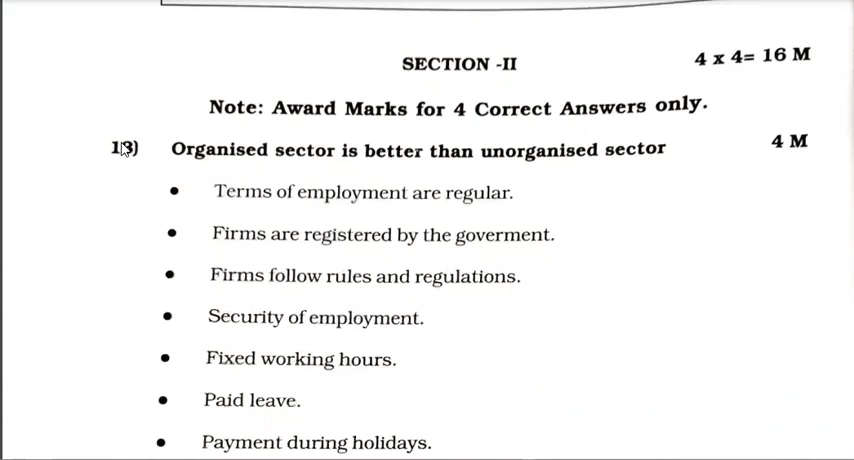 SECTION -II
4 x 4= 16 M
Note: Award Marks for 4 Correct Answers only.
13) Organised sector is better than unorganised sector 4 M
• Terms of employment are regular.
• Firms are registered by the goverment.
• Firms follow rules and regulations.
• Security of employment.
• Fixed working hours.
• Paid leave.
• Payment during holidays.